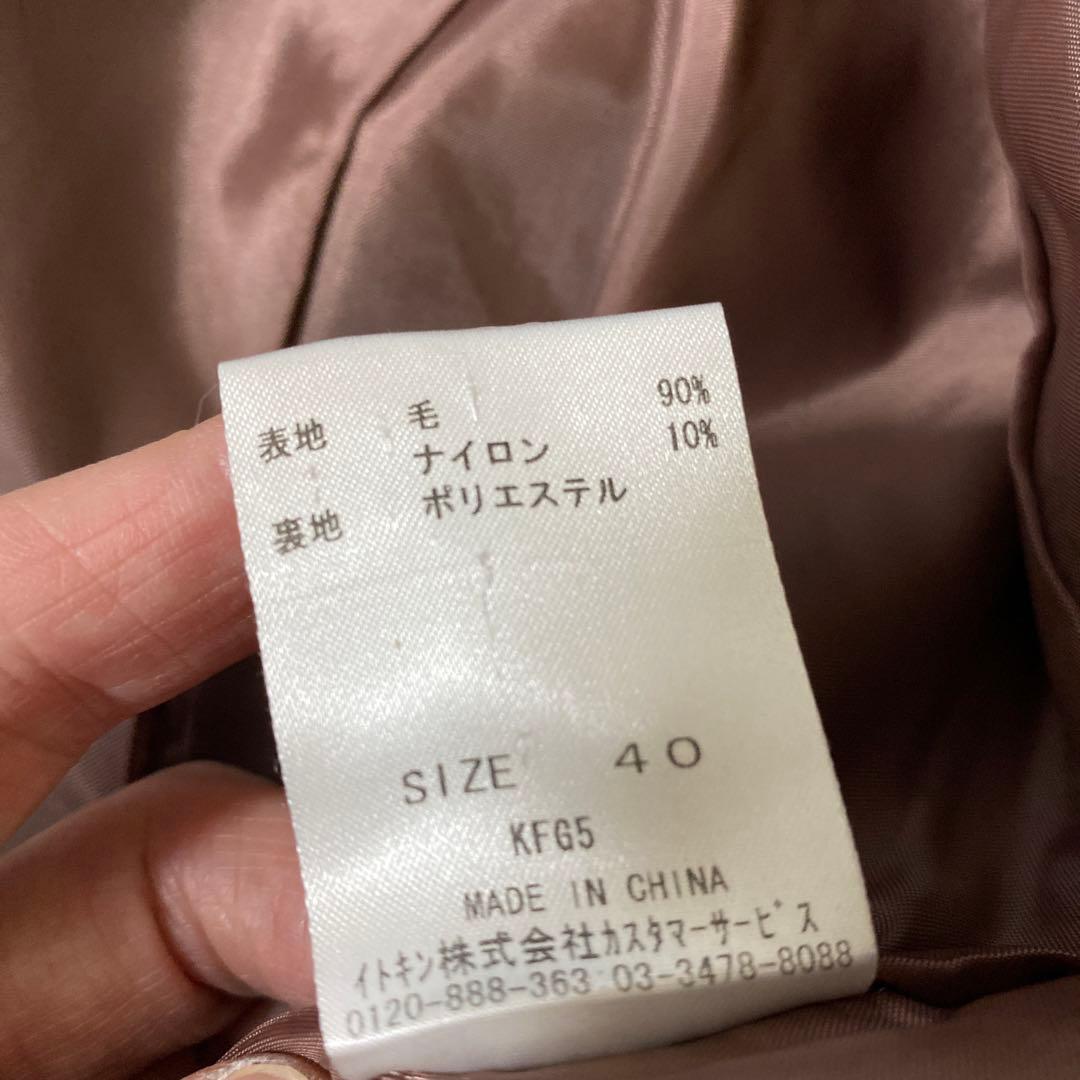 表地 毛 90%
ナイロン 10%
裏地 ポリエステル
SIZE 40
KFG5
MADE IN CHINA
イトキン株式会社カスタマーサービス
0120-888-363 03-3478-8088